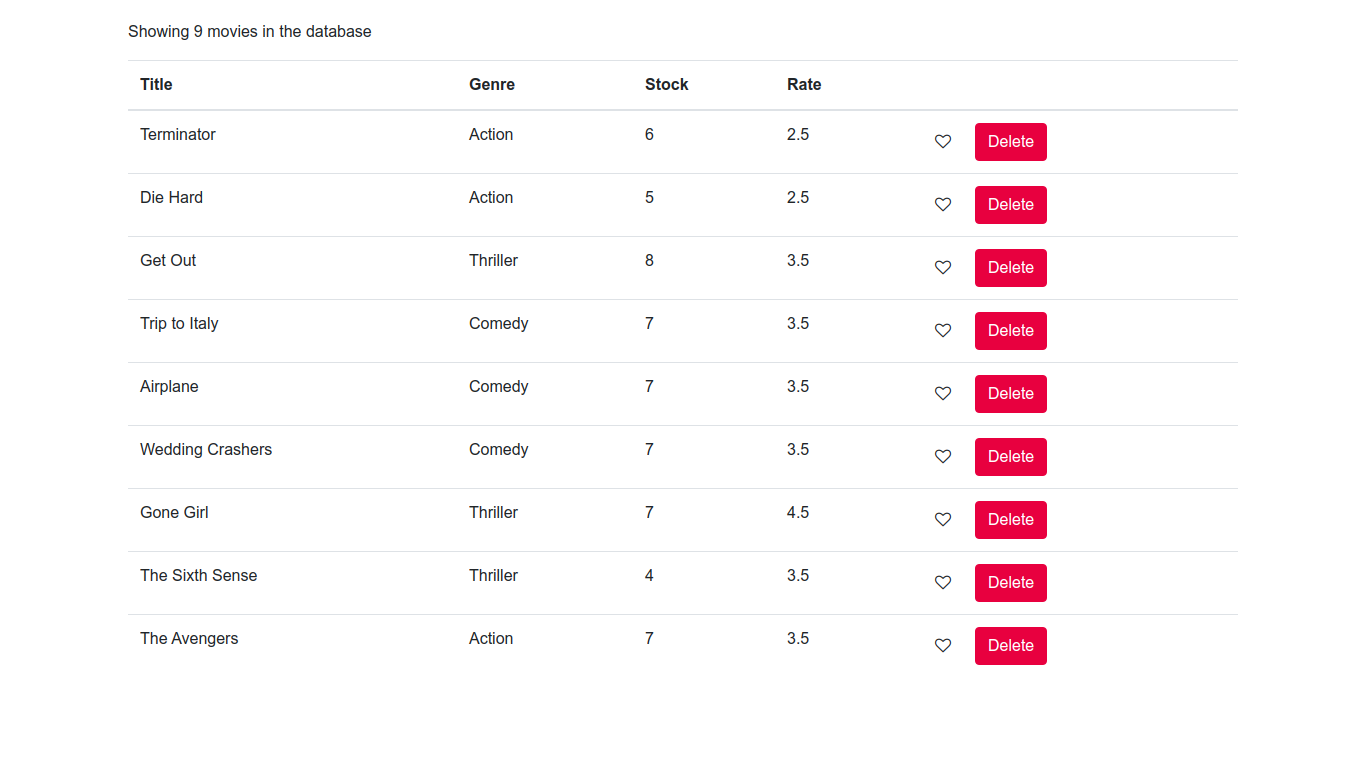 Showing 9 movies in the database
Title Genre Stock Rate
Terminator Action 6 2.5 Delete
Die Hard Action 5 2.5 Delete
Get Out Thriller 8 3.5 Delete
Trip to Italy Comedy 7 3.5 Delete
Airplane Comedy 7 3.5 Delete
Wedding Crashers Comedy 7 3.5 Delete
Gone Girl Thriller 7 4.5 Delete
The Sixth Sense Thriller 4 3.5 Delete
The Avengers Action 7 3.5 Delete